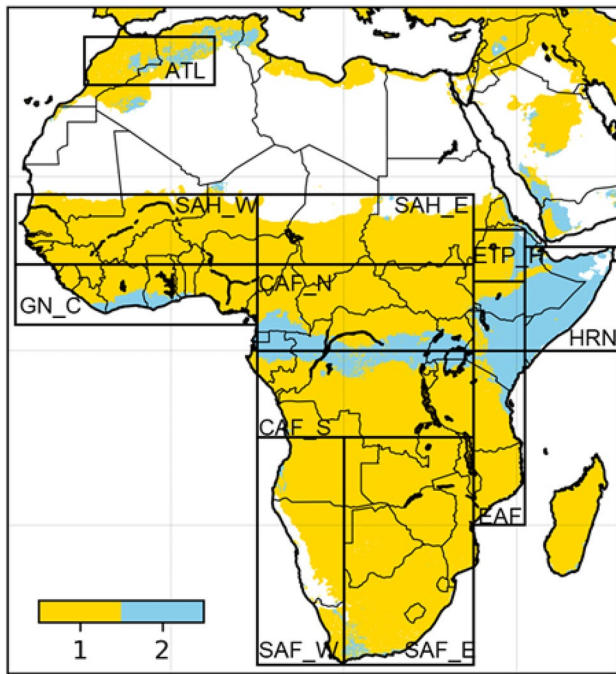 ATL
SAH_W
SAH_E
ETP_H
GN_C
CAF_N
HRN
CAF_S
EAF
1 2
SAF_W
SAF_E